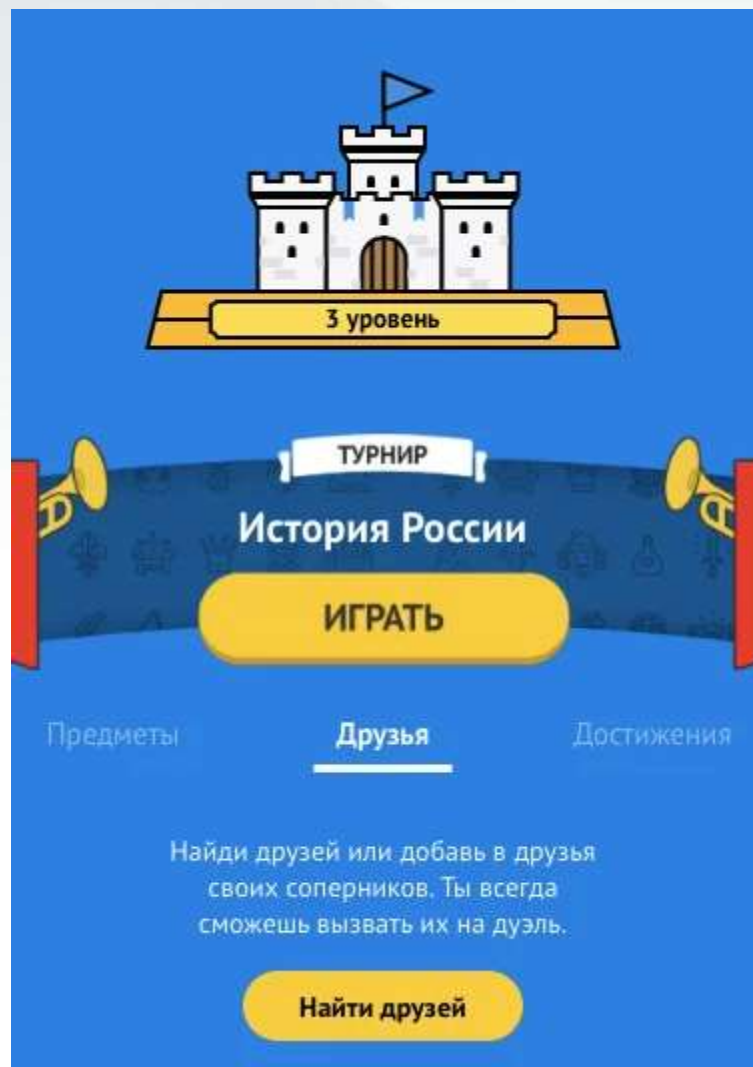 3 уровень
ТУРНИР
История России
ИГРАТЬ
Предметы Друзья Достижения
Найди друзей или добавь в друзья
своих соперников. Ты всегда
сможешь вызвать их на дуэль.
Найти друзей